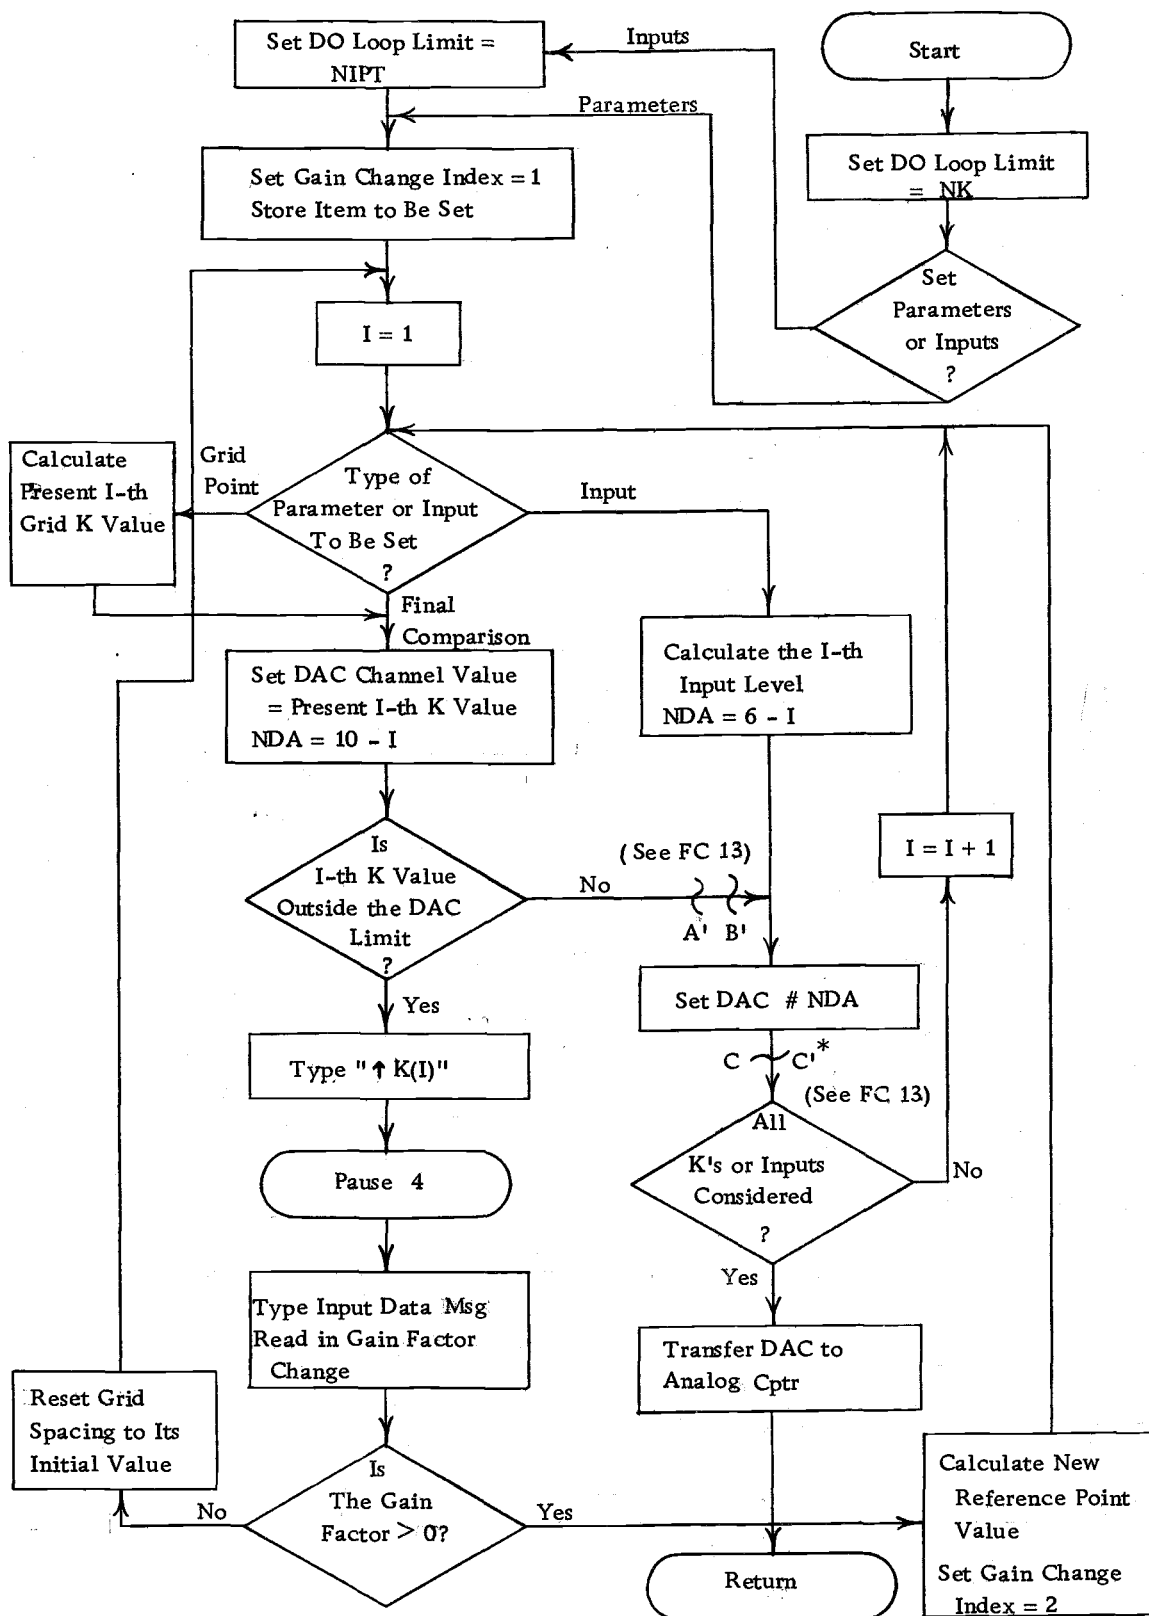 Start
Set DO Loop Limit
= NK
Set
Parameters
or Inputs
?
Inputs
Parameters
Set DO Loop Limit =
NIPT
Set Gain Change Index = 1
Store Item to Be Set
I = 1
Type of
Parameter or Input
To Be Set
?
Grid
Point
Calculate
Present I-th
Grid K Value
Input
Final
Comparison
Set DAC Channel Value
= Present I-th K Value
NDA = 10 - I
Calculate the I-th
Input Level
NDA = 6 - I
Is
I-th K Value
Outside the DAC
Limit
?
No
(See FC 13)
A' B'
I = I + 1
Yes
Set DAC # NDA
C C'*
(See FC 13)
Type "↑ K(I)"
Pause 4
All
K's or Inputs
Considered
?
No
Yes
Type Input Data Msg
Read in Gain Factor
Change
Transfer DAC to
Analog Cptr
Reset Grid
Spacing to Its
Initial Value
Is
The Gain
Factor > 0?
No
Yes
Calculate New
Reference Point
Value
Set Gain Change
Index = 2
Return